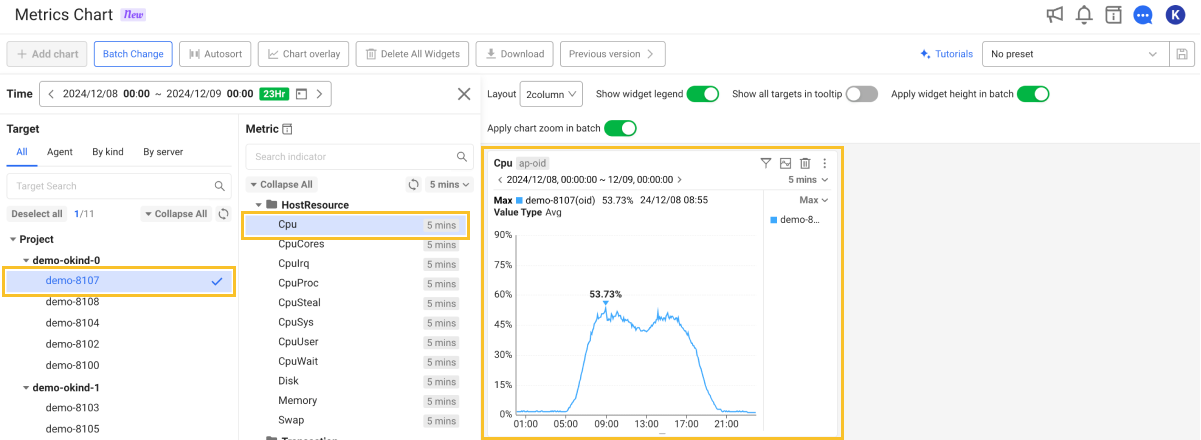 Metrics Chart New
K
+ Add chart Batch Change Autosort Chart overlay Delete All Widgets Download Previous version
Tutorials No preset
Time 2024/12/08 00:00 ~ 2024/12/09 00:00 23Hr
Target
All Agent By kind By server
Target Search
Deselect all 1/11 Collapse All
Project
demo-okind-0
demo-8107
demo-8108
demo-8104
demo-8102
demo-8100
demo-okind-1
demo-8103
demo-8105
Metric
Search indicator
Collapse All 5 mins
HostResource
Cpu 5 mins
CpuCores 5 mins
CpuIrq 5 mins
CpuProc 5 mins
CpuSteal 5 mins
CpuSys 5 mins
CpuUser 5 mins
CpuWait 5 mins
Disk 5 mins
Memory 5 mins
Swap 5 mins
Transaction
Layout 2column Show widget legend Show all targets in tooltip Apply widget height in batch
Apply chart zoom in batch
Cpu ap-oid
2024/12/08, 00:00:00 ~ 12/09, 00:00:00 5 mins
Max demo-8107(oid) 53.73% 24/12/08 08:55
Value Type Avg
Max
demo-8...
90%
75%
60%
53.73%
45%
30%
15%
0%
01:00 05:00 09:00 13:00 17:00 21:00